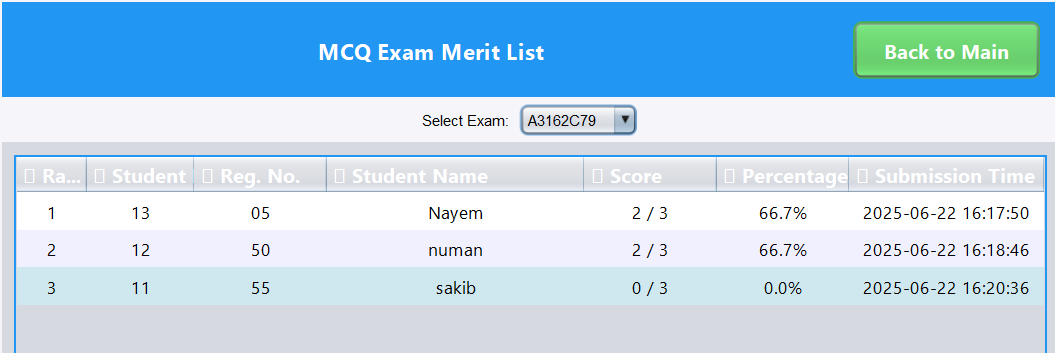 MCQ Exam Merit List
Back to Main
Select Exam: A3162C79
Ra... Student Reg. No. Student Name Score Percentage Submission Time
1 13 05 Nayem 2 / 3 66.7% 2025-06-22 16:17:50
2 12 50 numan 2 / 3 66.7% 2025-06-22 16:18:46
3 11 55 sakib 0 / 3 0.0% 2025-06-22 16:20:36